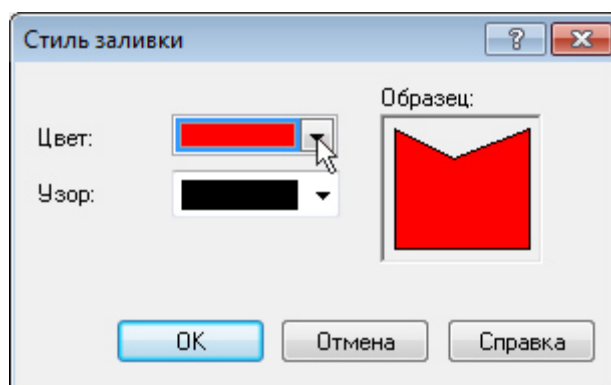 Стиль заливки
Образец:
Цвет:
Узор:
OK Отмена Справка